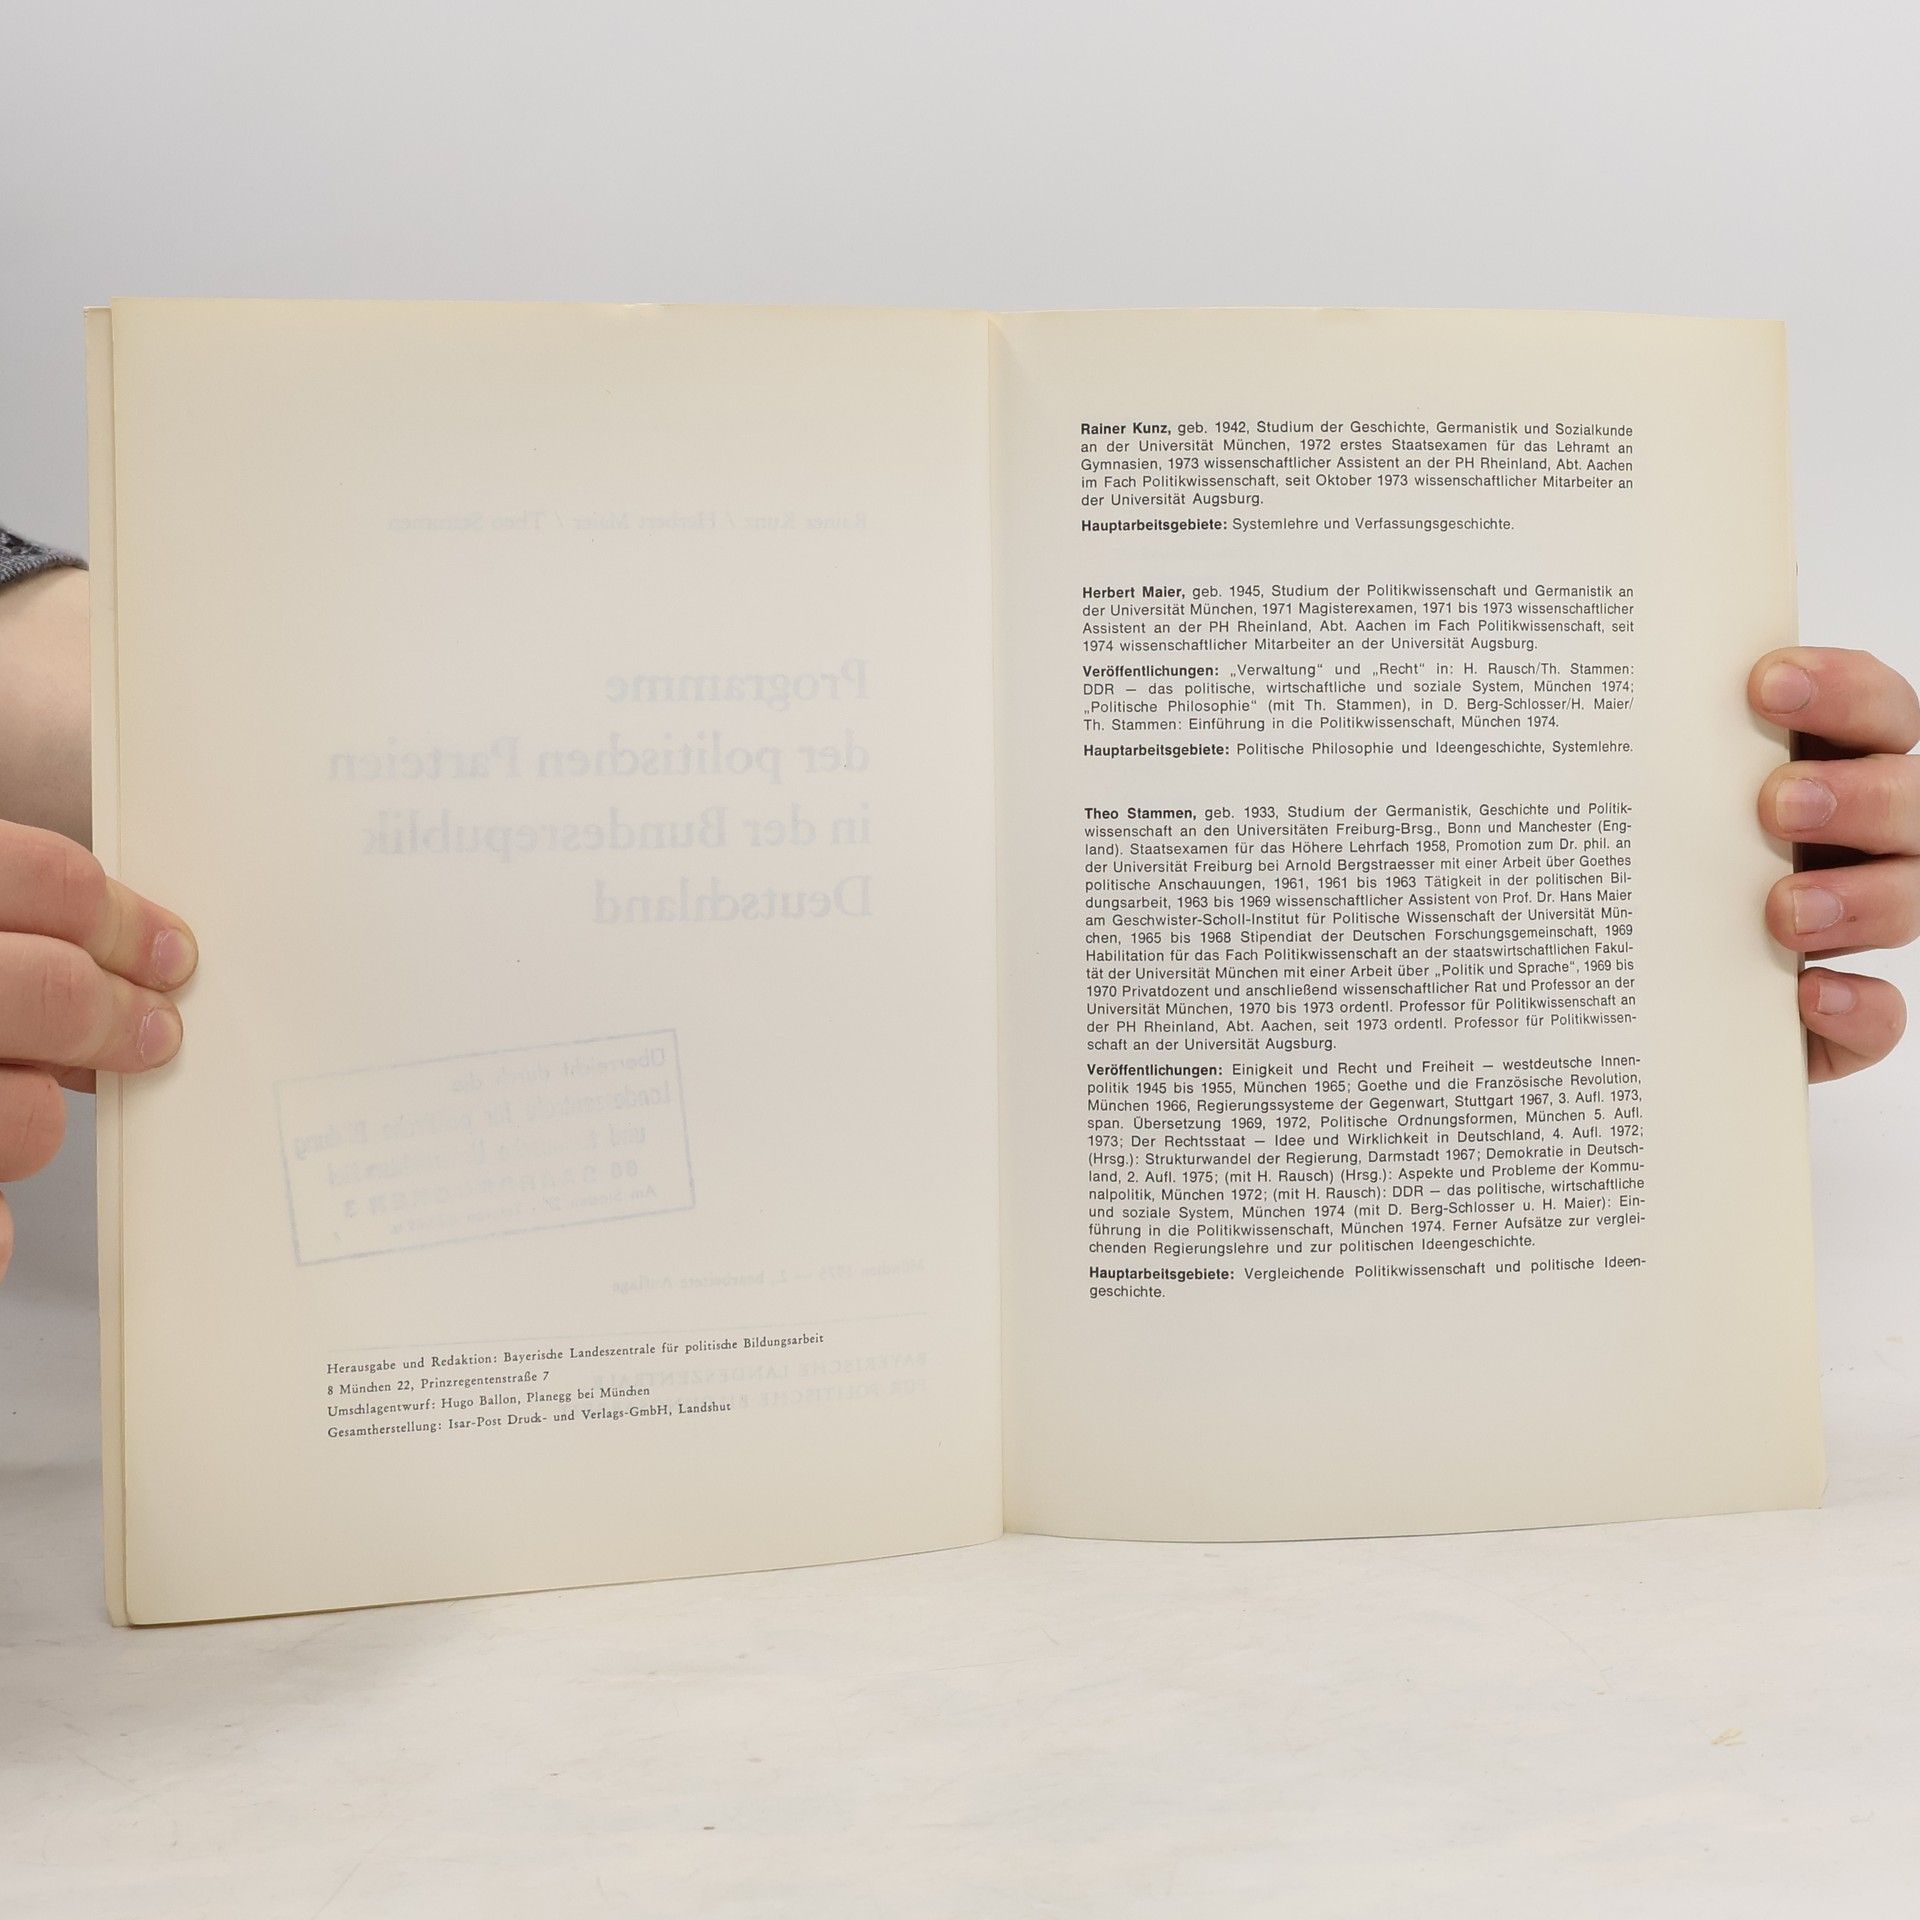 Rainer Kunz / Herbert Maier / Theo Stammen
Programme
der politischen Parteien
in der Bundesrepublik
Deutschland
Überreicht durch die
Landeszentrale für politische Bildung
und
München 1975 — 2., bearbeitete Auflage
BAYERISCHE LANDESZENTRALE
FÜR POLITISCHE
Herausgabe und Redaktion: Bayerische Landeszentrale für politische Bildungsarbeit
8 München 22, Prinzregentenstraße 7
Umschlagentwurf: Hugo Ballon, Planegg bei München
Gesamtherstellung: Isar-Post Druck- und Verlags-GmbH, Landshut
Rainer Kunz, geb. 1942, Studium der Geschichte, Germanistik und Sozialkunde
an der Universität München, 1972 erstes Staatsexamen für das Lehramt an
Gymnasien, 1973 wissenschaftlicher Assistent an der PH Rheinland, Abt. Aachen
im Fach Politikwissenschaft, seit Oktober 1973 wissenschaftlicher Mitarbeiter an
der Universität Augsburg.
Hauptarbeitsgebiete: Systemlehre und Verfassungsgeschichte.
Herbert Maier, geb. 1945, Studium der Politikwissenschaft und Germanistik an
der Universität München, 1971 Magisterexamen, 1971 bis 1973 wissenschaftlicher
Assistent an der PH Rheinland, Abt. Aachen im Fach Politikwissenschaft, seit
1974 wissenschaftlicher Mitarbeiter an der Universität Augsburg.
Veröffentlichungen: „Verwaltung“ und „Recht“ in: H. Rausch/Th. Stammen:
DDR — das politische, wirtschaftliche und soziale System, München 1974;
„Politische Philosophie“ (mit Th. Stammen), in D. Berg-Schlosser/H. Maier/
Th. Stammen: Einführung in die Politikwissenschaft, München 1974.
Hauptarbeitsgebiete: Politische Philosophie und Ideengeschichte, Systemlehre.
Theo Stammen, geb. 1933, Studium der Germanistik, Geschichte und Politik-
wissenschaft an den Universitäten Freiburg-Brsg., Bonn und Manchester (Eng-
land). Staatsexamen für das Höhere Lehrfach 1958, Promotion zum Dr. phil. an
der Universität Freiburg bei Arnold Bergstraesser mit einer Arbeit über Goethes
politische Anschauungen, 1961, 1961 bis 1963 Tätigkeit in der politischen Bil-
dungsarbeit, 1963 bis 1969 wissenschaftlicher Assistent von Prof. Dr. Hans Maier
am Geschwister-Scholl-Institut für Politische Wissenschaft der Universität Mün-
chen, 1965 bis 1968 Stipendiat der Deutschen Forschungsgemeinschaft, 1969
Habilitation für das Fach Politikwissenschaft an der staatswirtschaftlichen Fakul-
tät der Universität München mit einer Arbeit über „Politik und Sprache“, 1969 bis
1970 Privatdozent und anschließend wissenschaftlicher Rat und Professor an der
Universität München, 1970 bis 1973 ordentl. Professor für Politikwissenschaft an
der PH Rheinland, Abt. Aachen, seit 1973 ordentl. Professor für Politikwissen-
schaft an der Universität Augsburg.
Veröffentlichungen: Einigkeit und Recht und Freiheit — westdeutsche Innen-
politik 1945 bis 1955, München 1965; Goethe und die Französische Revolution,
München 1966, Regierungssysteme der Gegenwart, Stuttgart 1967, 3. Aufl. 1973,
span. Übersetzung 1969, 1972, Politische Ordnungsformen, München 5. Aufl.
1973; Der Rechtsstaat — Idee und Wirklichkeit in Deutschland, 4. Aufl. 1972;
(Hrsg.): Strukturwandel der Regierung, Darmstadt 1967; Demokratie in Deutsch-
land, 2. Aufl. 1975; (mit H. Rausch) (Hrsg.): Aspekte und Probleme der Kommu-
nalpolitik, München 1972; (mit H. Rausch): DDR — das politische, wirtschaftliche
und soziale System, München 1974 (mit D. Berg-Schlosser u. H. Maier): Ein-
führung in die Politikwissenschaft, München 1974. Ferner Aufsätze zur verglei-
chenden Regierungslehre und zur politischen Ideengeschichte.
Hauptarbeitsgebiete: Vergleichende Politikwissenschaft und politische Ideen-
geschichte.